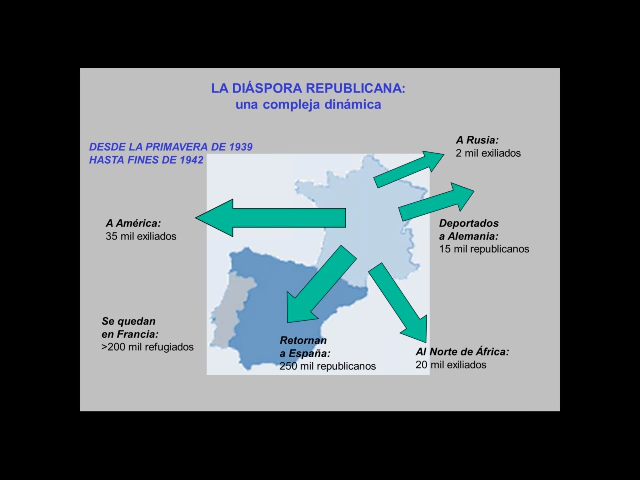 LA DIÁSPORA REPUBLICANA:
una compleja dinámica
DESDE LA PRIMAVERA DE 1939
HASTA FINES DE 1942
A Rusia:
2 mil exiliados
A América:
35 mil exiliados
Deportados
a Alemania:
15 mil republicanos
Se quedan
en Francia:
>200 mil refugiados
Retornan
a España:
250 mil republicanos
Al Norte de África:
20 mil exiliados